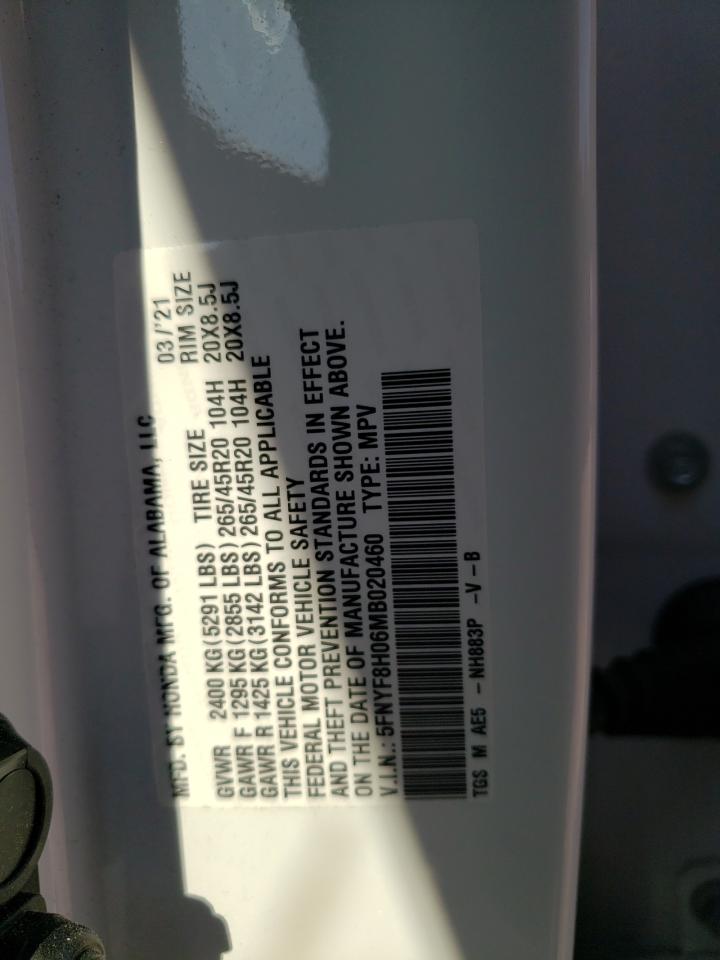 MFD. BY HONDA MFG. OF ALABAMA, LLC 03/'21
TIRE SIZE RIM SIZE
GVWR 2400 KG(5291 LBS)
GAWR F 1295 KG(2855 LBS) 265/45R20 104H 20X8.5J
GAWR R 1425 KG(3142 LBS) 265/45R20 104H 20X8.5J
THIS VEHICLE CONFORMS TO ALL APPLICABLE
FEDERAL MOTOR VEHICLE SAFETY
AND THEFT PREVENTION STANDARDS IN EFFECT
ON THE DATE OF MANUFACTURE SHOWN ABOVE.
V.I.N.: 5FNYF8H06MB020460 TYPE: MPV
TGS M AE5 - NH883P -V-B